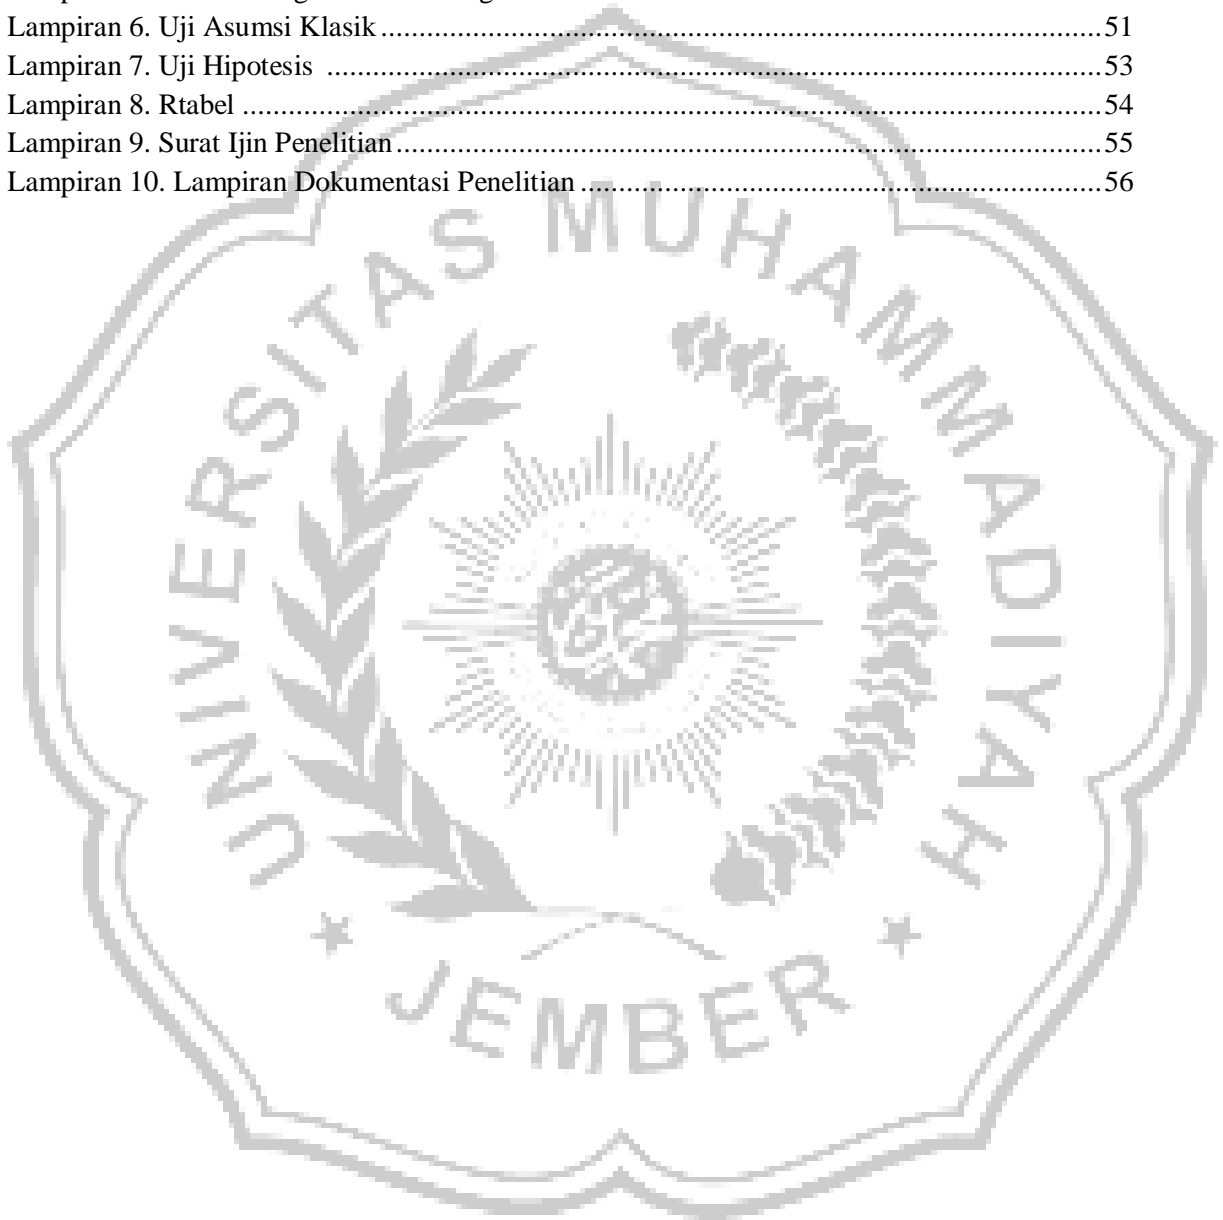 Lampiran 6. Uji Asumsi Klasik ........................................................................................... 51
Lampiran 7. Uji Hipotesis ................................................................................................. 53
Lampiran 8. Rtabel ............................................................................................................ 54
Lampiran 9. Surat Ijin Penelitian ........................................................................................ 55
Lampiran 10. Lampiran Dokumentasi Penelitian ................................................................. 56
UNIVERSITAS MUHAMMADIYAH
JEMBER